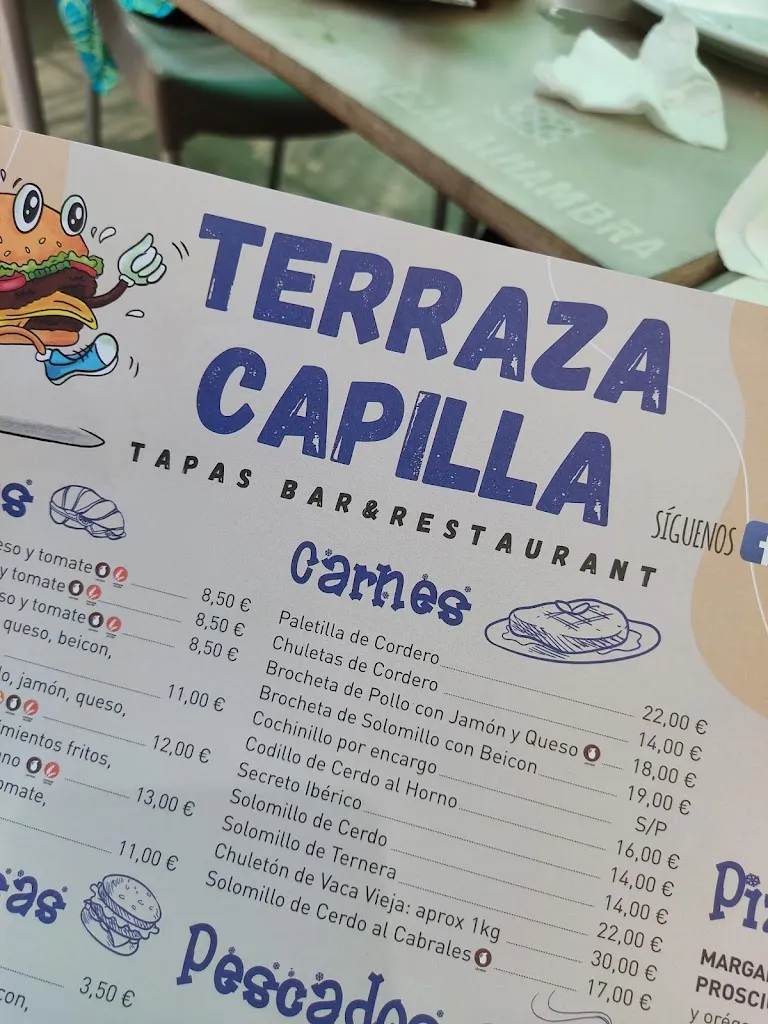 ALHAMBRA
TERRAZA
CAPILLA
TAPAS BAR&RESTAURANT
SÍGUENOS
y tomate
8,50 €
y tomate
8,50 €
y tomate
8,50 €
queso, beicon,
11,00 €
jamón, queso,
12,00 €
fritos,
13,00 €
11,00 €
3,50 €
Carnes
Paletilla de Cordero 22,00 €
Chuletas de Cordero 14,00 €
Brocheta de Pollo con Jamón y Queso 18,00 €
Brocheta de Solomillo con Beicon 19,00 €
Cochinillo por encargo S/P
Codillo de Cerdo al Horno 16,00 €
Secreto Ibérico 14,00 €
Solomillo de Cerdo 14,00 €
Solomillo de Ternera 22,00 €
Chuletón de Vaca Vieja: aprox 1kg 30,00 €
Solomillo de Cerdo al Cabrales 17,00 €
Pescados